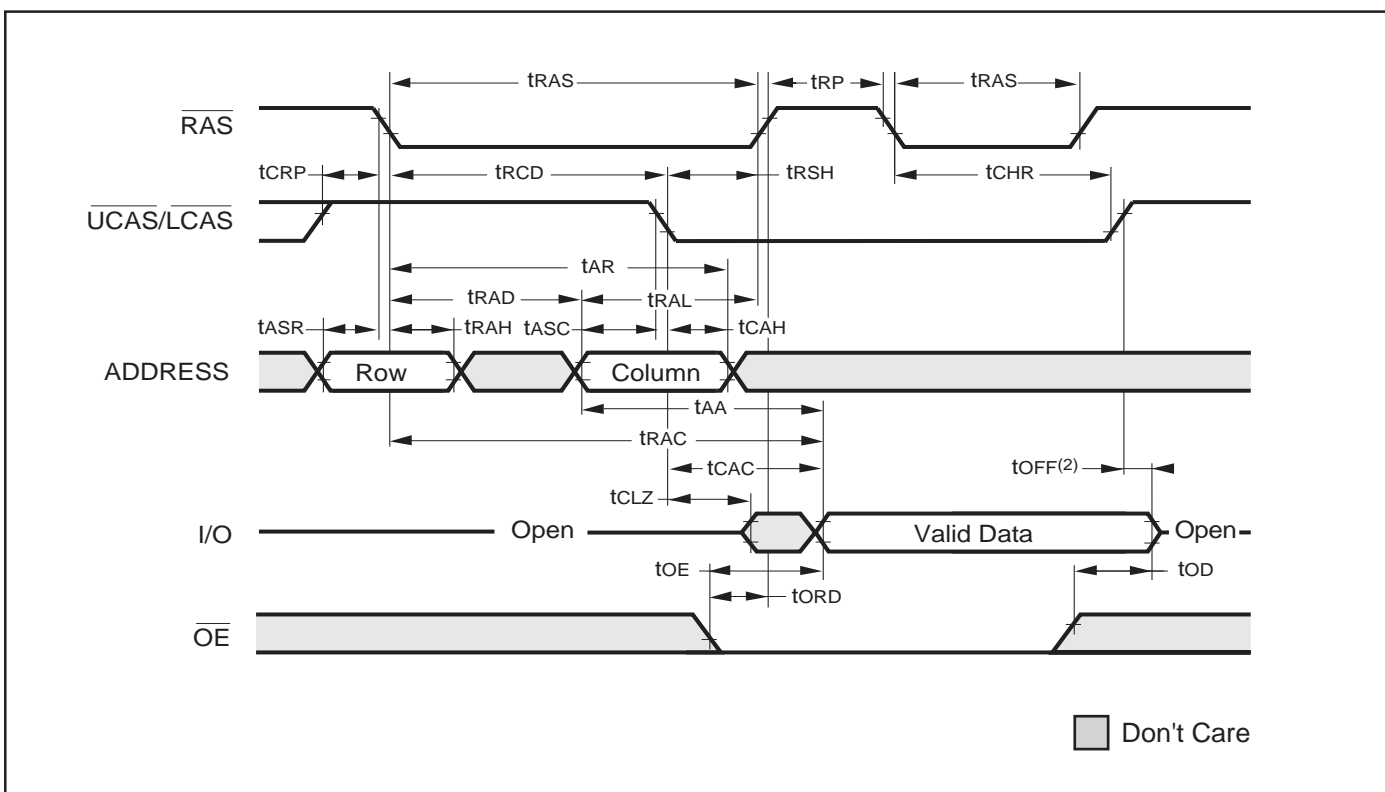 tRAS tRP tRAS
RAS
tCRP tRCD tRSH tCHR
UCAS/LCAS
tAR
tRAD tRAL
tASR tRAH tASC tCAH
ADDRESS Row Column
tAA
tRAC
tCAC tOFF(2)
tCLZ
I/O Open Valid Data Open
tOE tOD
tORD
OE
Don't Care